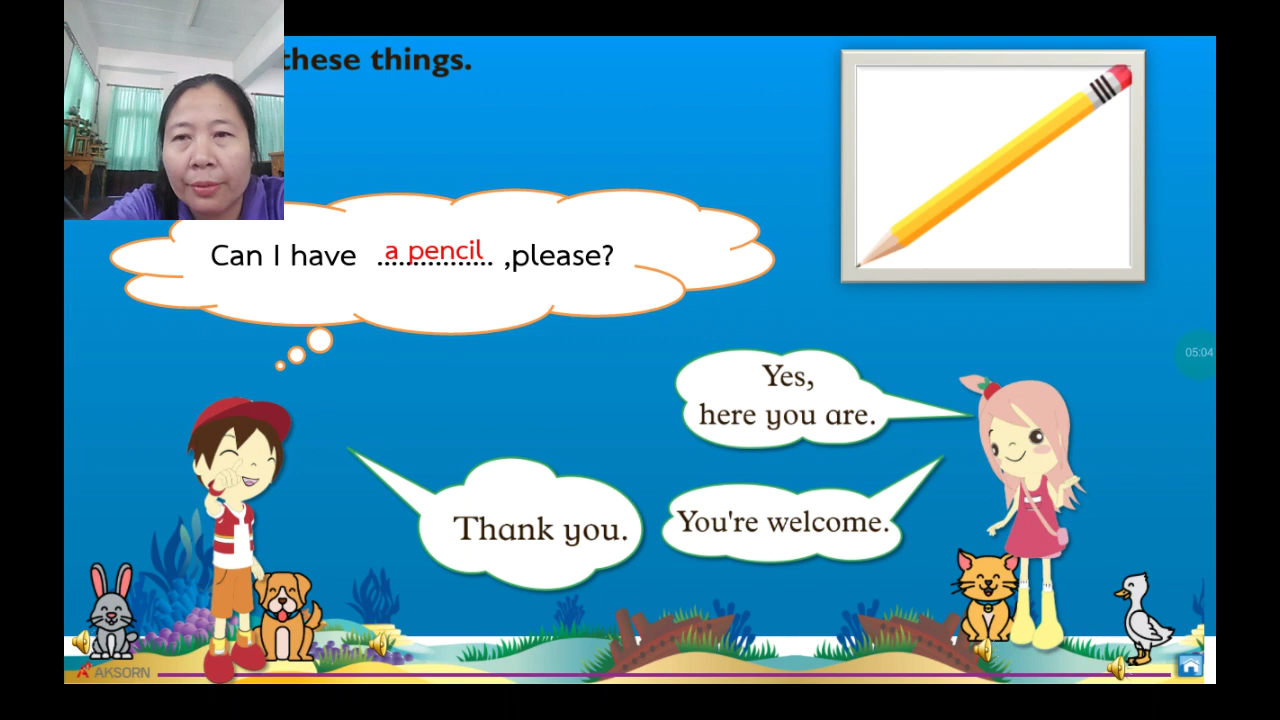 these things.
Can I have a pencil ................ ,please?
Yes,
here you are.
Thank you.
You're welcome.
05:04
AKSORN